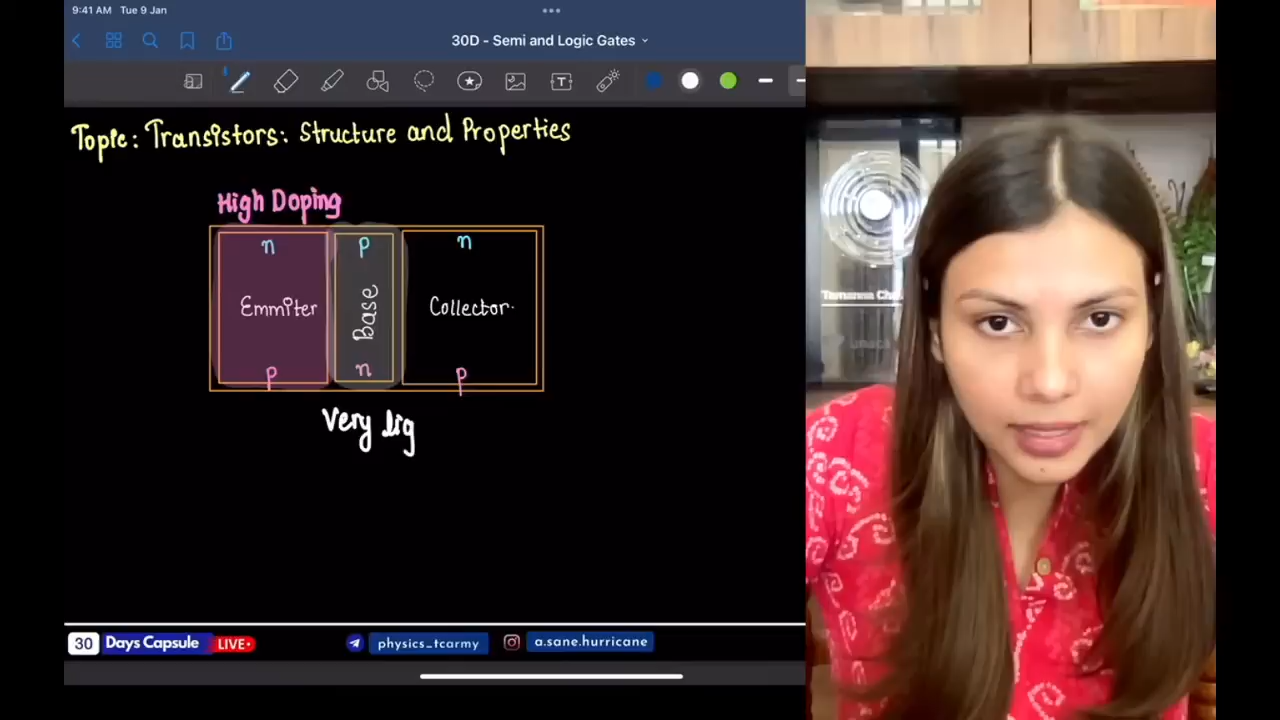 9:41 AM Tue 9 Jan
30D - Semi and Logic Gates
Topic: Transistors: Structure and Properties
High Doping
n p n
Emmiter Base Collector
p n p
Very lig
30 Days Capsule LIVE
physics_tcarmy
a.sane.hurricane